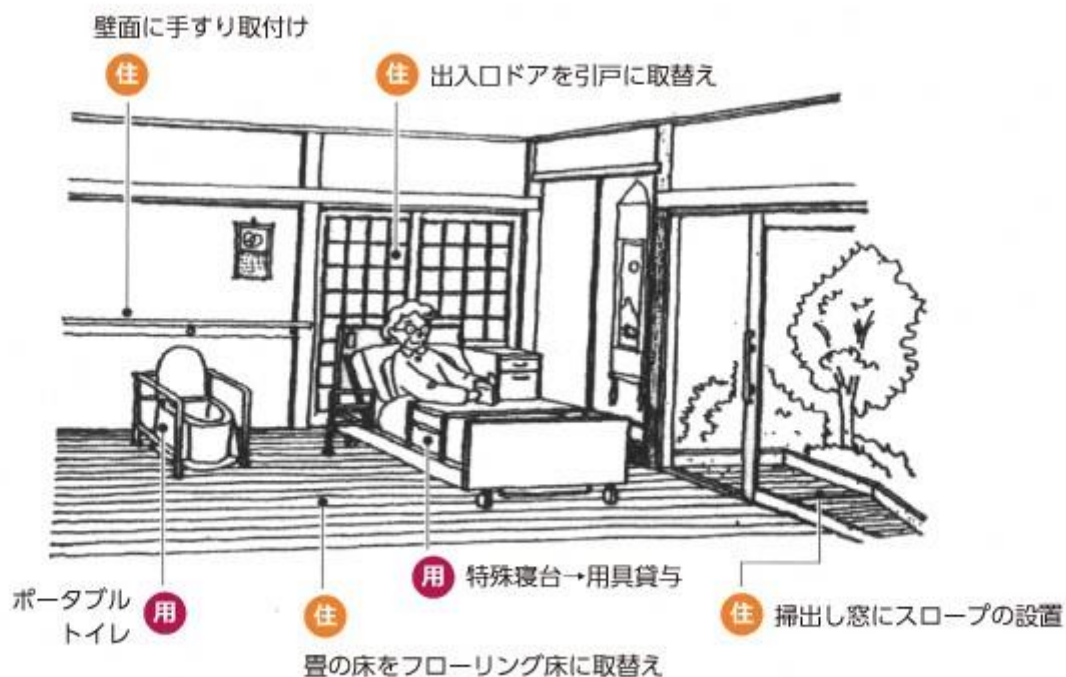 壁面に手すり取付け
住
住 出入口ドアを引戸に取替え
ポータブル
トイレ
用
住
畳の床をフローリング床に取替え
用 特殊寝台→用具貸与
住 掃出し窓にスロープの設置